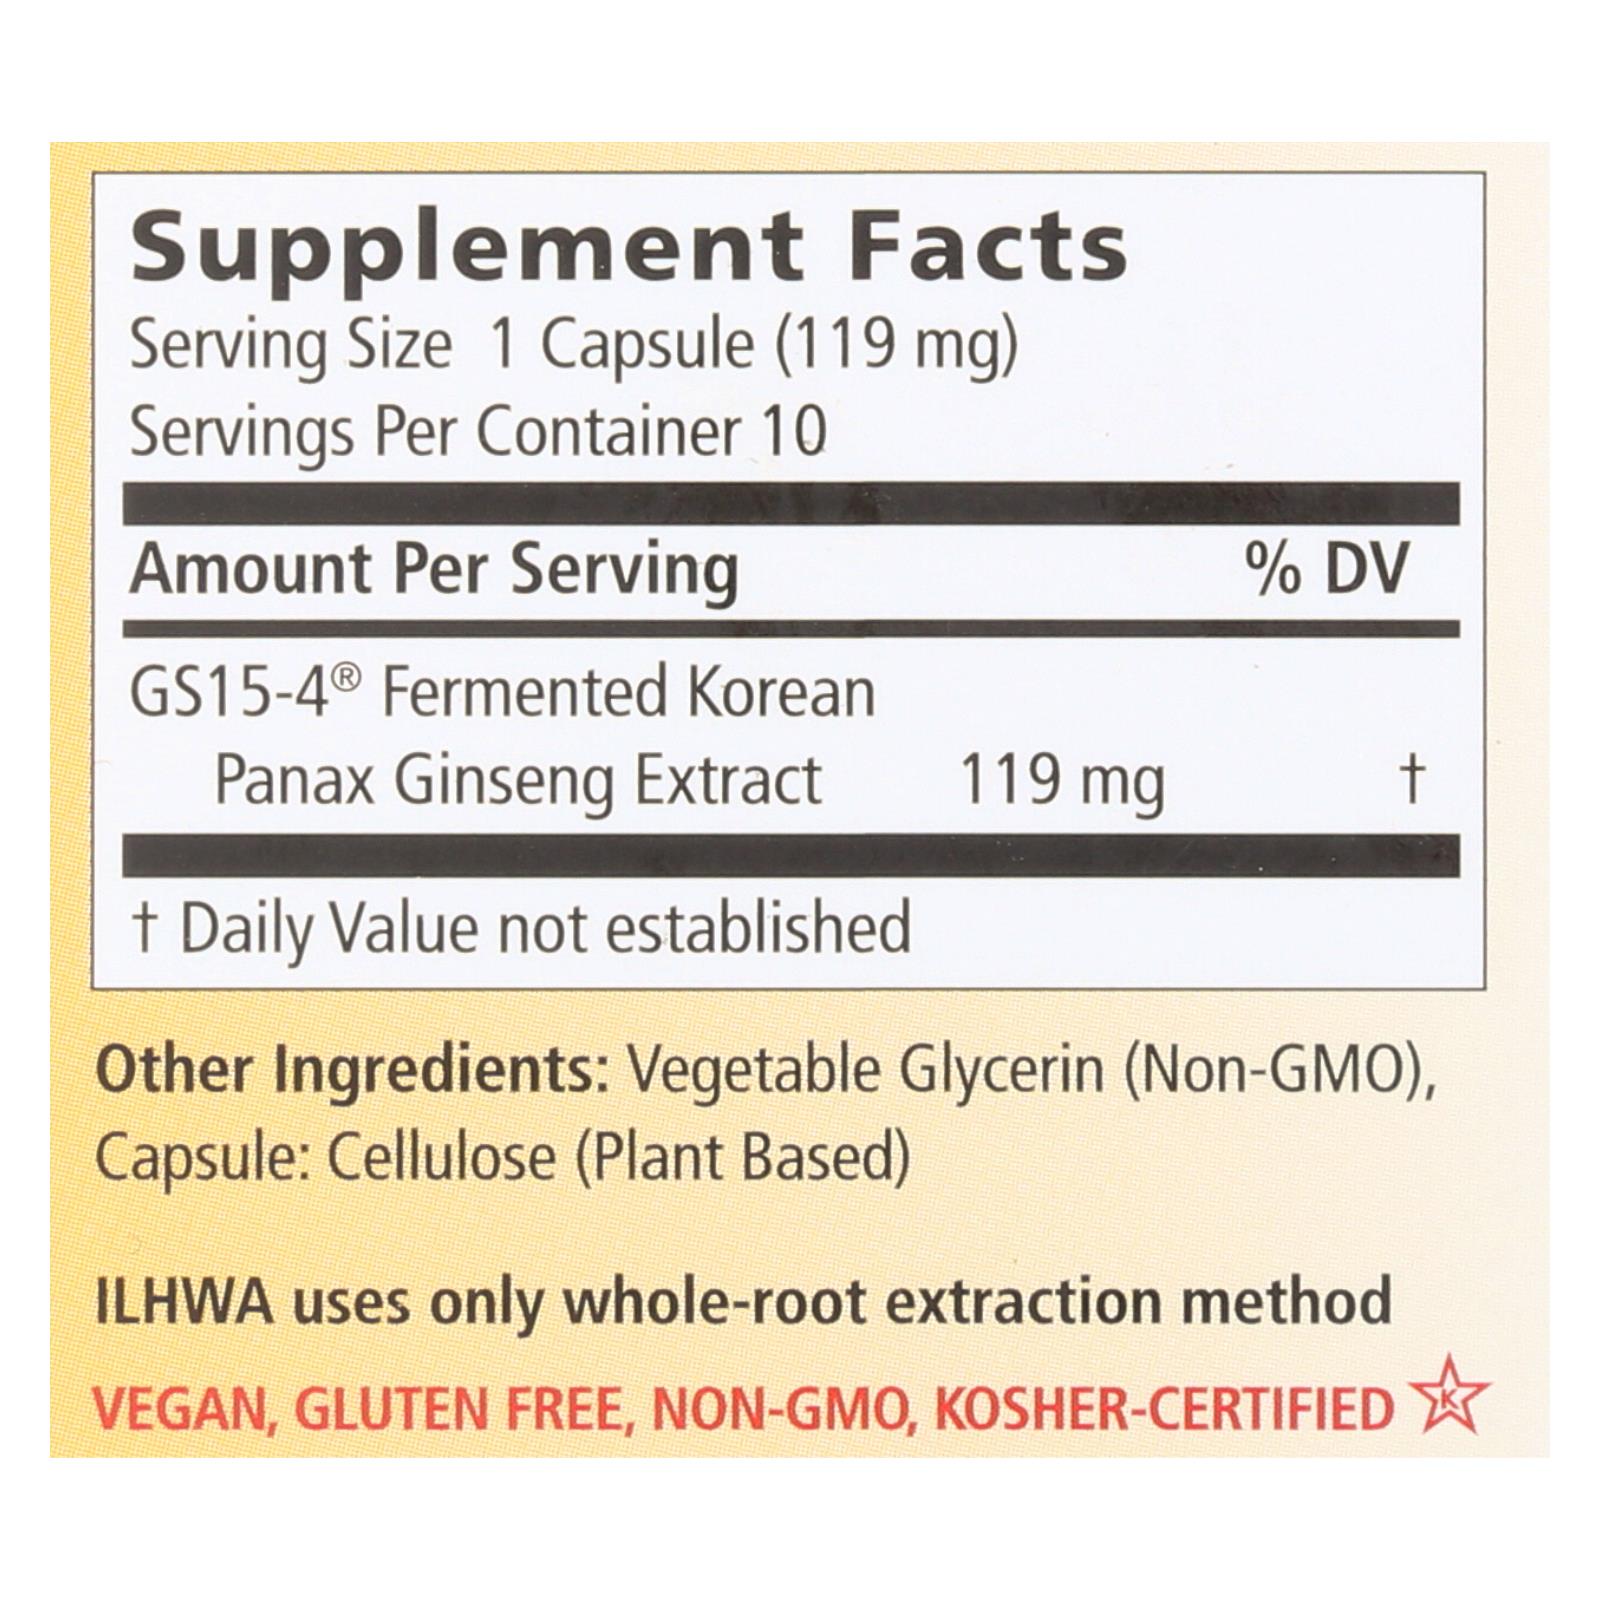 Supplement Facts
Serving Size 1 Capsule (119 mg)
Servings Per Container 10
Amount Per Serving % DV
GS15-4® Fermented Korean
Panax Ginseng Extract 119 mg †
† Daily Value not established
Other Ingredients: Vegetable Glycerin (Non-GMO),
Capsule: Cellulose (Plant Based)
ILHWA uses only whole-root extraction method
VEGAN, GLUTEN FREE, NON-GMO, KOSHER-CERTIFIED K